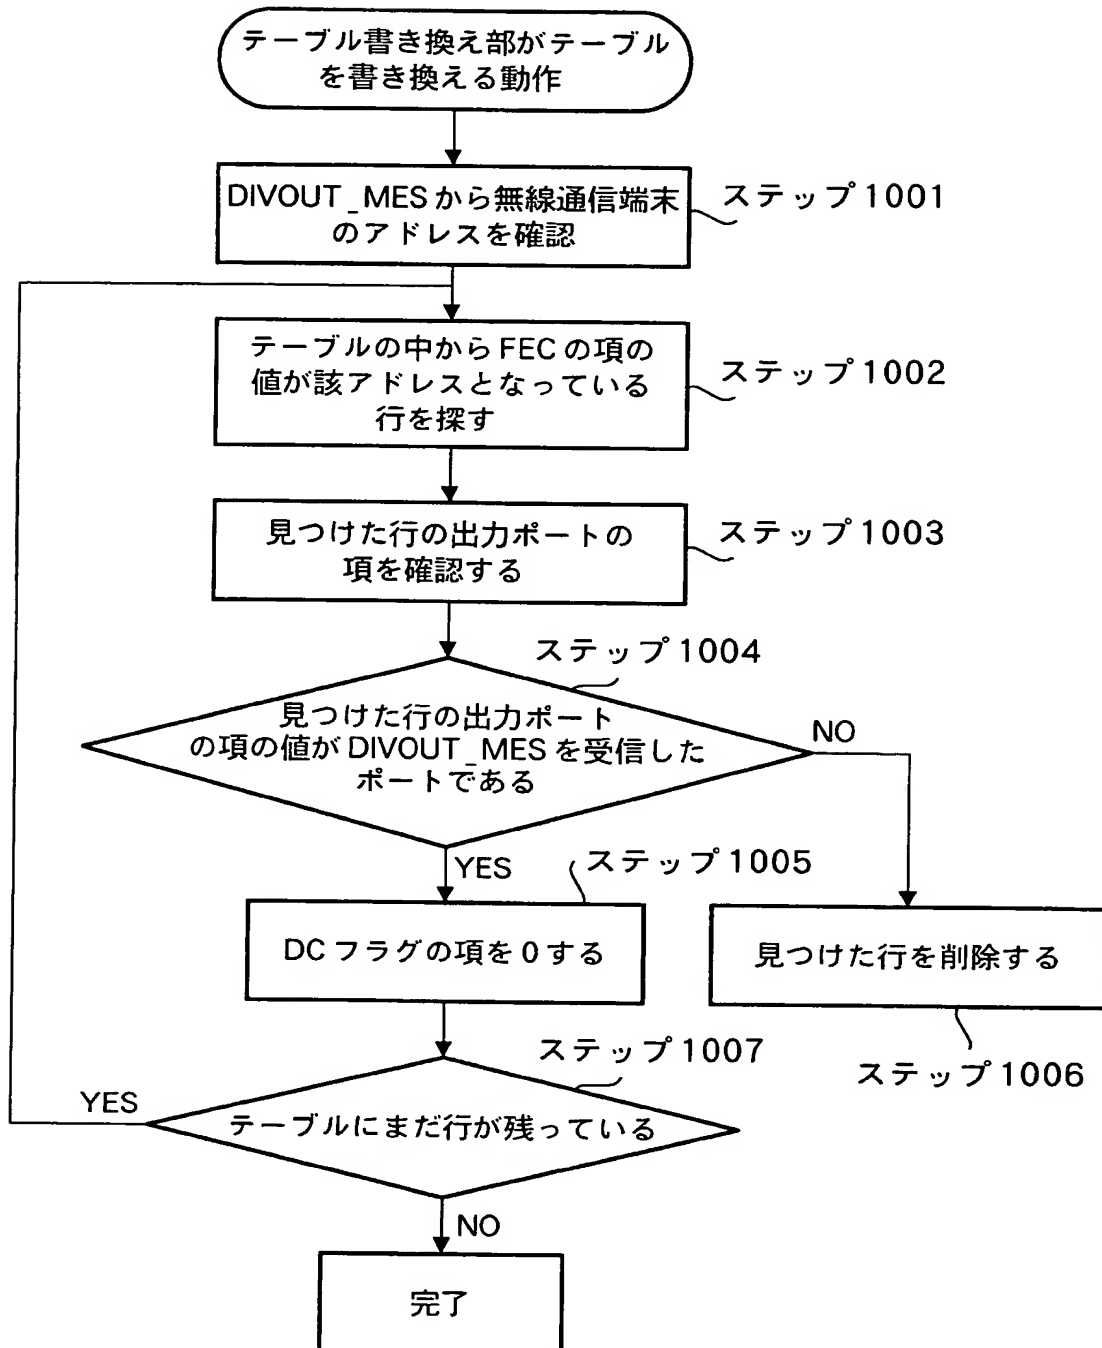 テーブル書き換え部がテーブル
を書き換える動作
DIVOUT_MESから無線通信端末
のアドレスを確認
ステップ1001
テーブルの中からFECの項の
値が該アドレスとなっている
行を探す
ステップ1002
見つけた行の出力ポートの
項を確認する
ステップ1003
ステップ1004
見つけた行の出力ポート
の項の値がDIVOUT_MESを受信した
ポートである
NO
YES
ステップ1005
DCフラグの項を0する
見つけた行を削除する
ステップ1006
ステップ1007
YES
テーブルにまだ行が残っている
NO
完了